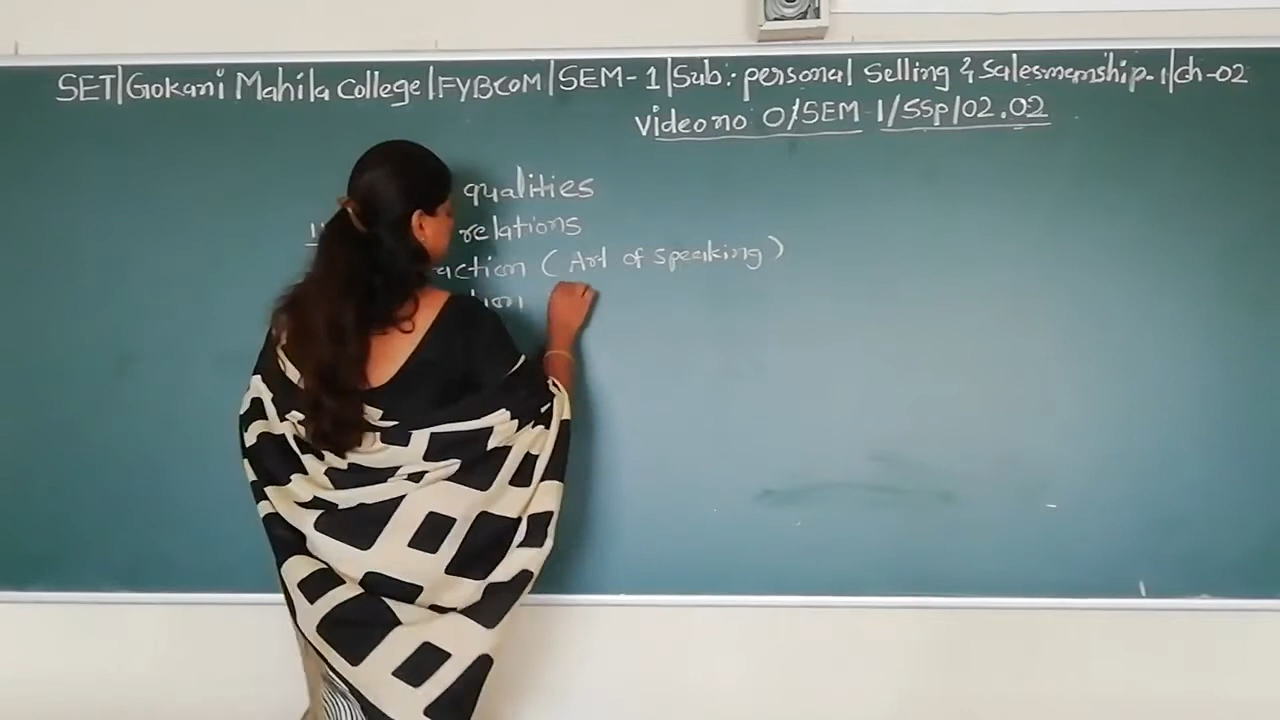 SET|Gokani Mahila College|FYBCOM|SEM-1|Sub: personal Selling & Salesmamship-1|ch-02
video no 0/SEM-1/SSp/02.02
qualities
relations
action (Art of speaking)